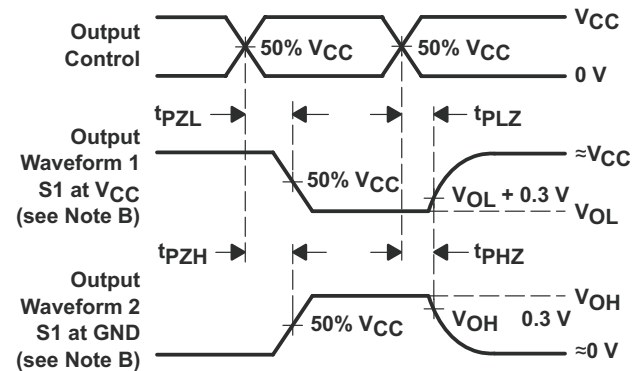 Output
Control
50% VCC
50% VCC
VCC
0 V
tPZL
tPLZ
Output
Waveform 1
S1 at VCC
(see Note B)
50% VCC
VOL + 0.3 V
≈VCC
VOL
tPZH
tPHZ
Output
Waveform 2
S1 at GND
(see Note B)
50% VCC
VOH 0.3 V
VOH
≈0 V